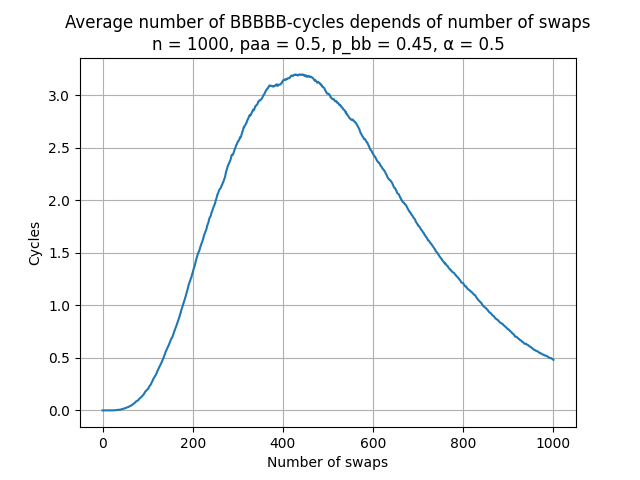 Average number of BBBBB-cycles depends of number of swaps
n = 1000, paa = 0.5, p_bb = 0.45, α = 0.5
3.0
2.5
2.0
1.5
1.0
0.5
0.0
Cycles
0 200 400 600 800 1000
Number of swaps